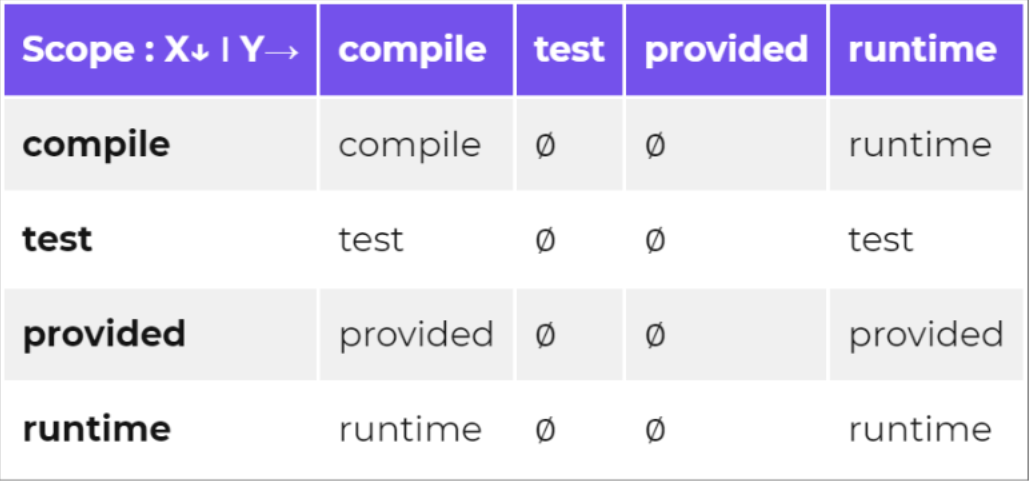 Scope : X↓ | Y→ compile test provided runtime
compile compile ∅ ∅ runtime
test test ∅ ∅ test
provided provided ∅ ∅ provided
runtime runtime ∅ ∅ runtime